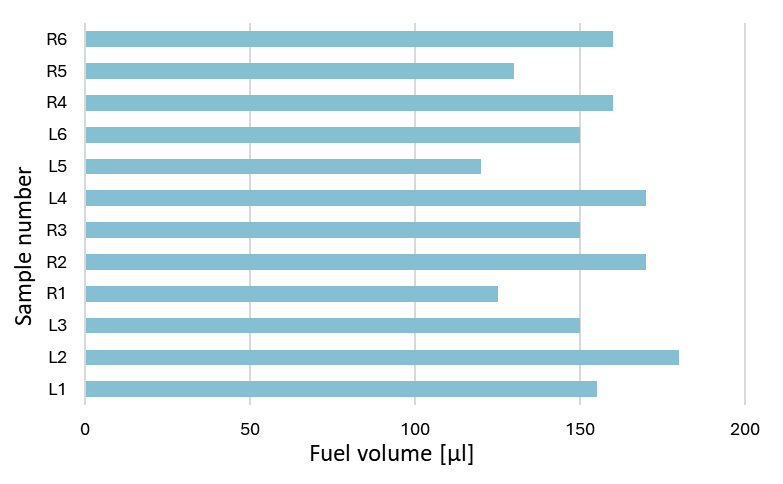 R6
R5
R4
L6
L5
L4
R3
R2
R1
L3
L2
L1
Sample number
0 50 100 150 200
Fuel volume [µl]